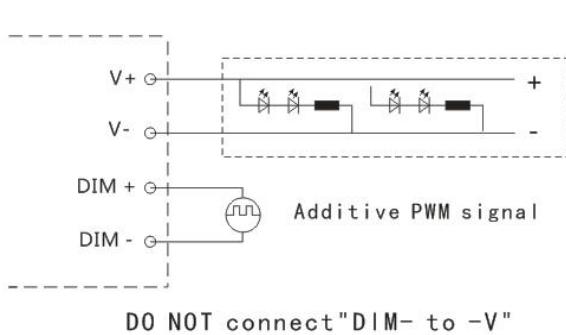 V+
+
V-
-
DIM +
Additive PWM signal
DIM -
DO NOT connect"DIM- to -V"